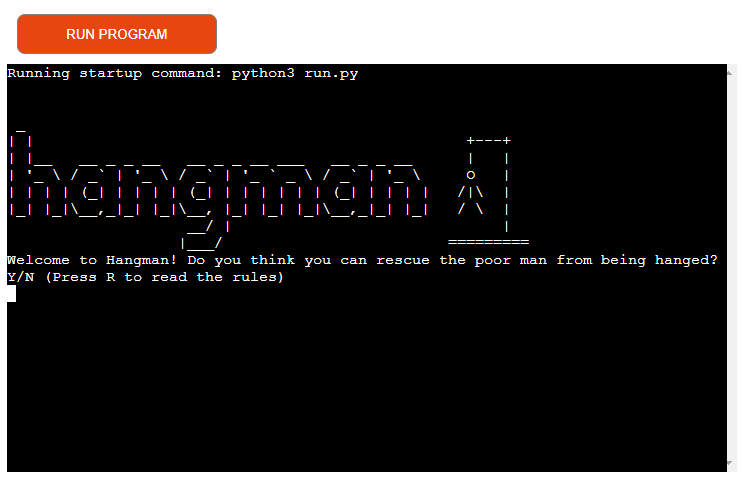 RUN PROGRAM
Running startup command: python3 run.py
hangman
Welcome to Hangman! Do you think you can rescue the poor man from being hanged?
Y/N (Press R to read the rules)